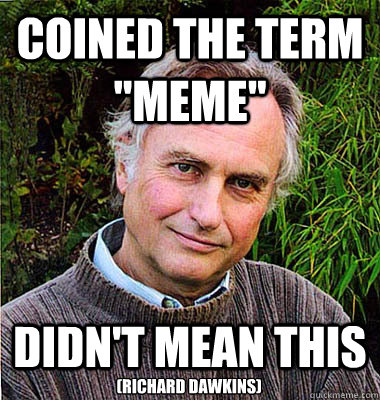 COINED THE TERM
"MEME"
DIDN'T MEAN THIS
(RICHARD DAWKINS)
quickmeme.com